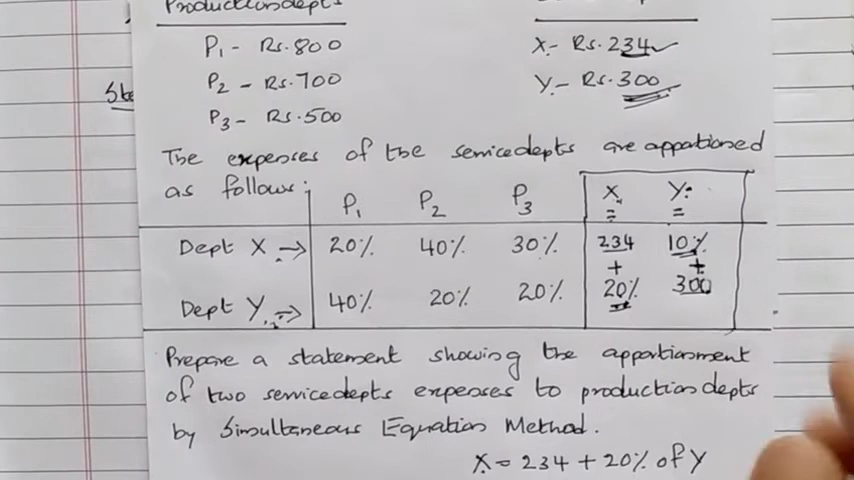 Production depts
P1 - Rs.800 X - Rs.234
P2 - Rs.700 Y - Rs.300
P3 - Rs.500
The expenses of the service depts are apportioned
as follows:
P1 P2 P3 X Y
Dept X → 20% 40% 30% 234 10%
+ +
Dept Y → 40% 20% 20% 20% 300
Prepare a statement showing the apportionment
of two service depts expenses to production depts
by Simultaneous Equation Method.
X = 234 + 20% of Y